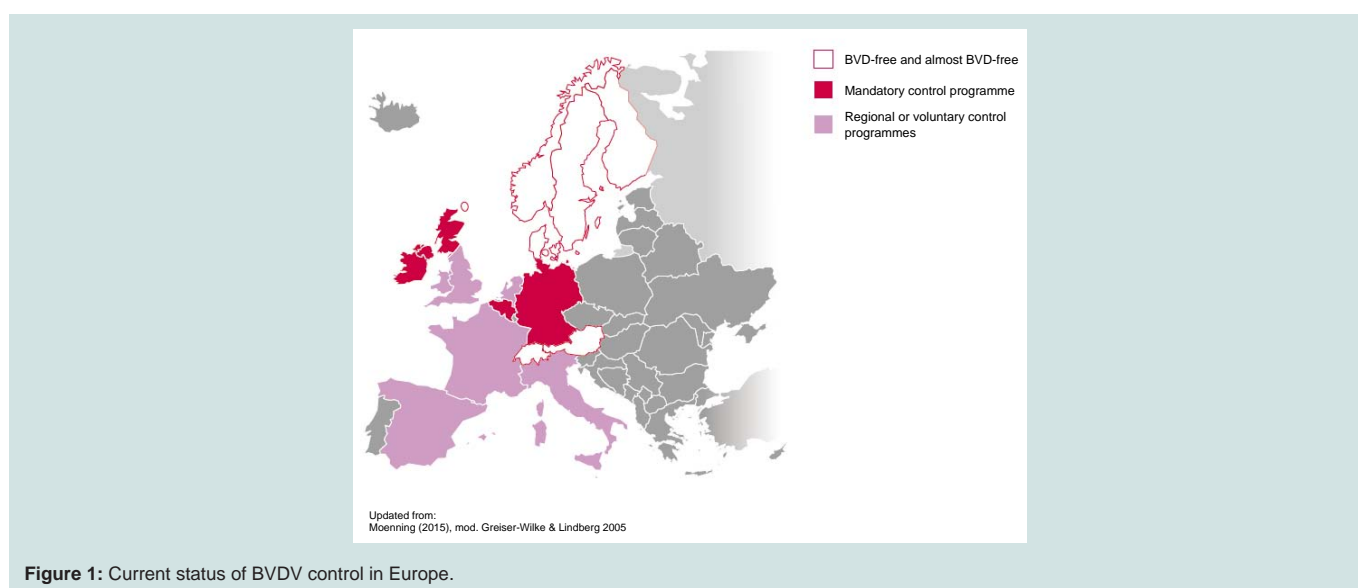 BVD-free and almost BVD-free
Mandatory control programme
Regional or voluntary control
programmes
Updated from:
Moenning (2015), mod. Greiser-Wilke & Lindberg 2005
Figure 1: Current status of BVDV control in Europe.